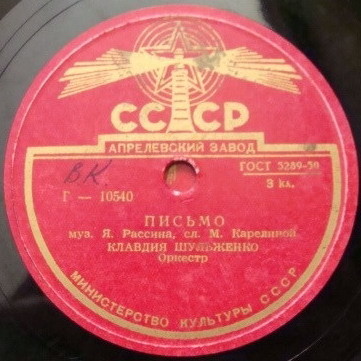 СССР
АПРЕЛЕВСКИЙ ЗАВОД
ГОСТ 5289-50
ВК
3 кл.
Г — 10540
ПИСЬМО
муз. Я. Рассина, сл. М. Карелиной
КЛАВДИЯ ШУЛЬЖЕНКО
Оркестр
МИНИСТЕРСТВО КУЛЬТУРЫ СССР